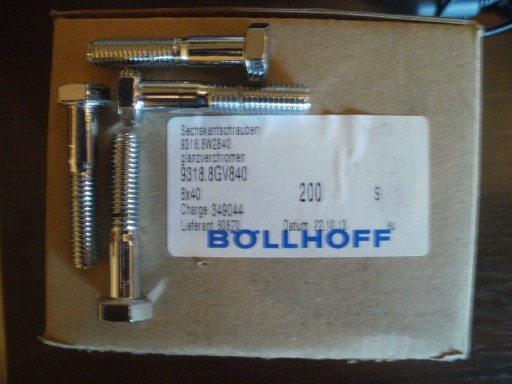 Sechskantschrauben
9318.8W2840
glanzverchromen
9318.8GV840
8x40 200 S
Charge 349044
Lieferant 60870 Datum 22.10.13
BÖLLHOFF